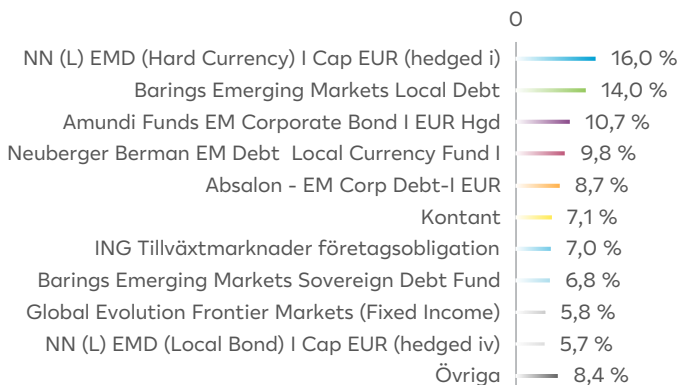 0
NN (L) EMD (Hard Currency) I Cap EUR (hedged i) 16,0 %
Barings Emerging Markets Local Debt 14,0 %
Amundi Funds EM Corporate Bond I EUR Hgd 10,7 %
Neuberger Berman EM Debt Local Currency Fund I 9,8 %
Absalon - EM Corp Debt-I EUR 8,7 %
Kontant 7,1 %
ING Tillväxtmarknader företagsobligation 7,0 %
Barings Emerging Markets Sovereign Debt Fund 6,8 %
Global Evolution Frontier Markets (Fixed Income) 5,8 %
NN (L) EMD (Local Bond) I Cap EUR (hedged iv) 5,7 %
Övriga 8,4 %